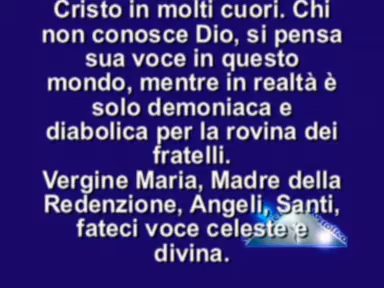 Cristo in molti cuori. Chi
non conosce Dio, si pensa
sua voce in questo
mondo, mentre in realtà è
solo demoniaca e
diabolica per la rovina dei
fratelli.
Vergine Maria, Madre della
Redenzione, Angeli, Santi,
fateci voce celeste e
divina.